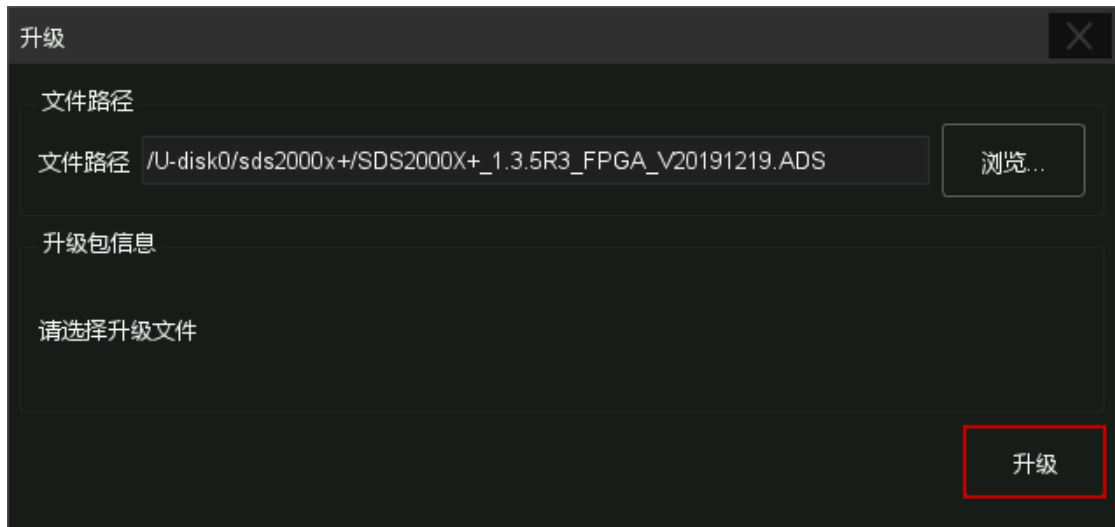 升级
文件路径
文件路径 /U-disk0/sds2000x+/SDS2000X+_1.3.5R3_FPGA_V20191219.ADS 浏览...
升级包信息
请选择升级文件
升级